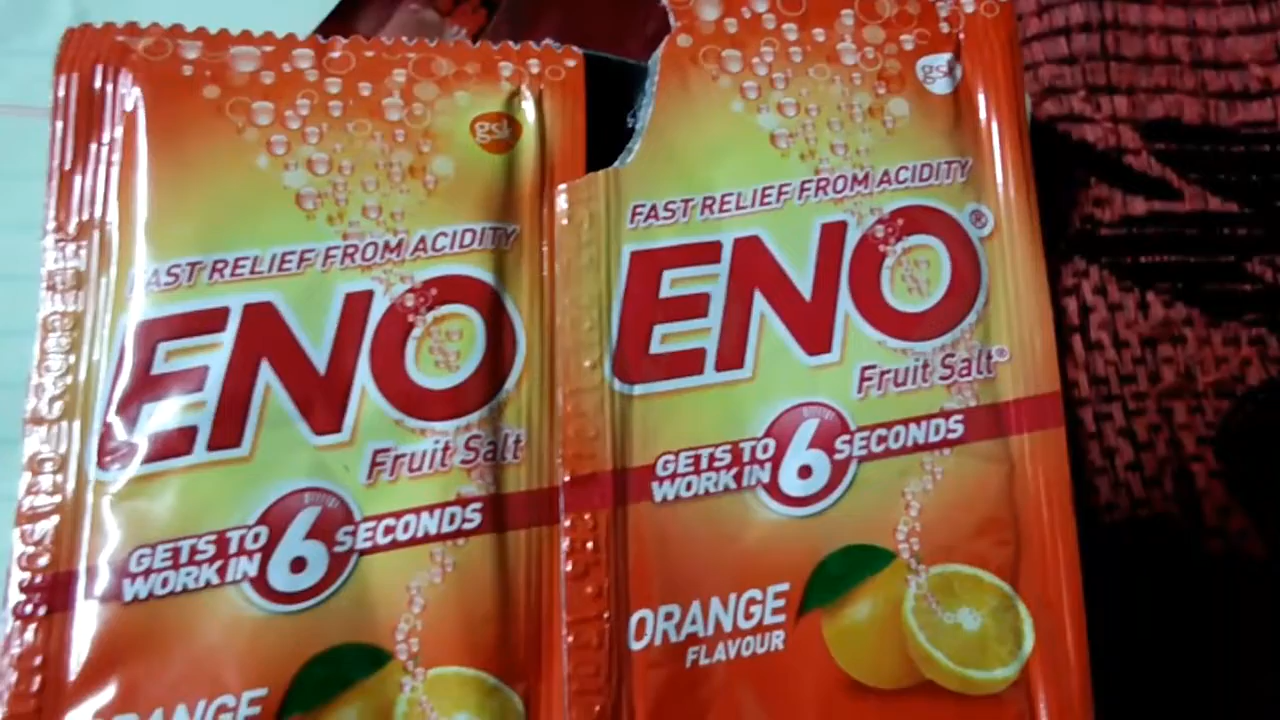 gsk
FAST RELIEF FROM ACIDITY
ENO
Fruit Salt
GETS TO
WORK IN 6 SECONDS
ORANGE
gsk
FAST RELIEF FROM ACIDITY
ENO®
Fruit Salt®
GETS TO
WORK IN 6 SECONDS
ORANGE
FLAVOUR